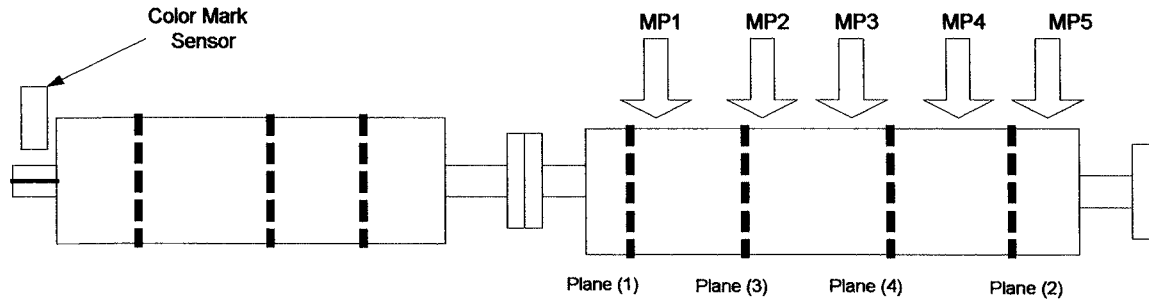 Color Mark
Sensor
MP1 MP2 MP3 MP4 MP5
Plane (1) Plane (3) Plane (4) Plane (2)